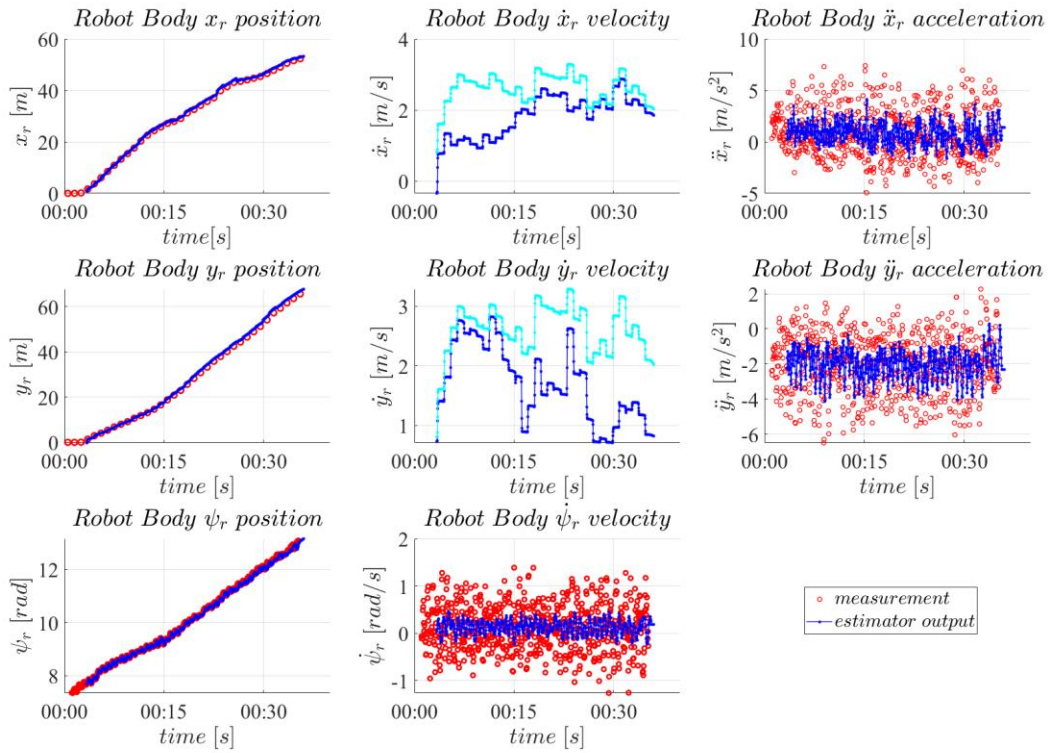 Robot Body x_r position
60
40
20
0
x_r [m]
00:00 00:15 00:30
time[s]
Robot Body ẋ_r velocity
4
2
0
ẋ_r [m/s]
00:00 00:15 00:30
time[s]
Robot Body ẍ_r acceleration
10
5
0
-5
ẍ_r [m/s²]
00:00 00:15 00:30
time[s]
Robot Body y_r position
60
40
20
0
y_r [m]
00:00 00:15 00:30
time [s]
Robot Body ẏ_r velocity
3
2
1
ẏ_r [m/s]
00:00 00:15 00:30
time [s]
Robot Body ÿ_r acceleration
0
-2
-4
-6
ÿ_r [m/s²]
00:00 00:15 00:30
time [s]
Robot Body ψ_r position
12
10
8
ψ_r [rad]
00:00 00:15 00:30
time [s]
Robot Body ψ̇_r velocity
2
1
0
-1
ψ̇_r [rad/s]
00:00 00:15 00:30
time [s]
measurement
estimator output